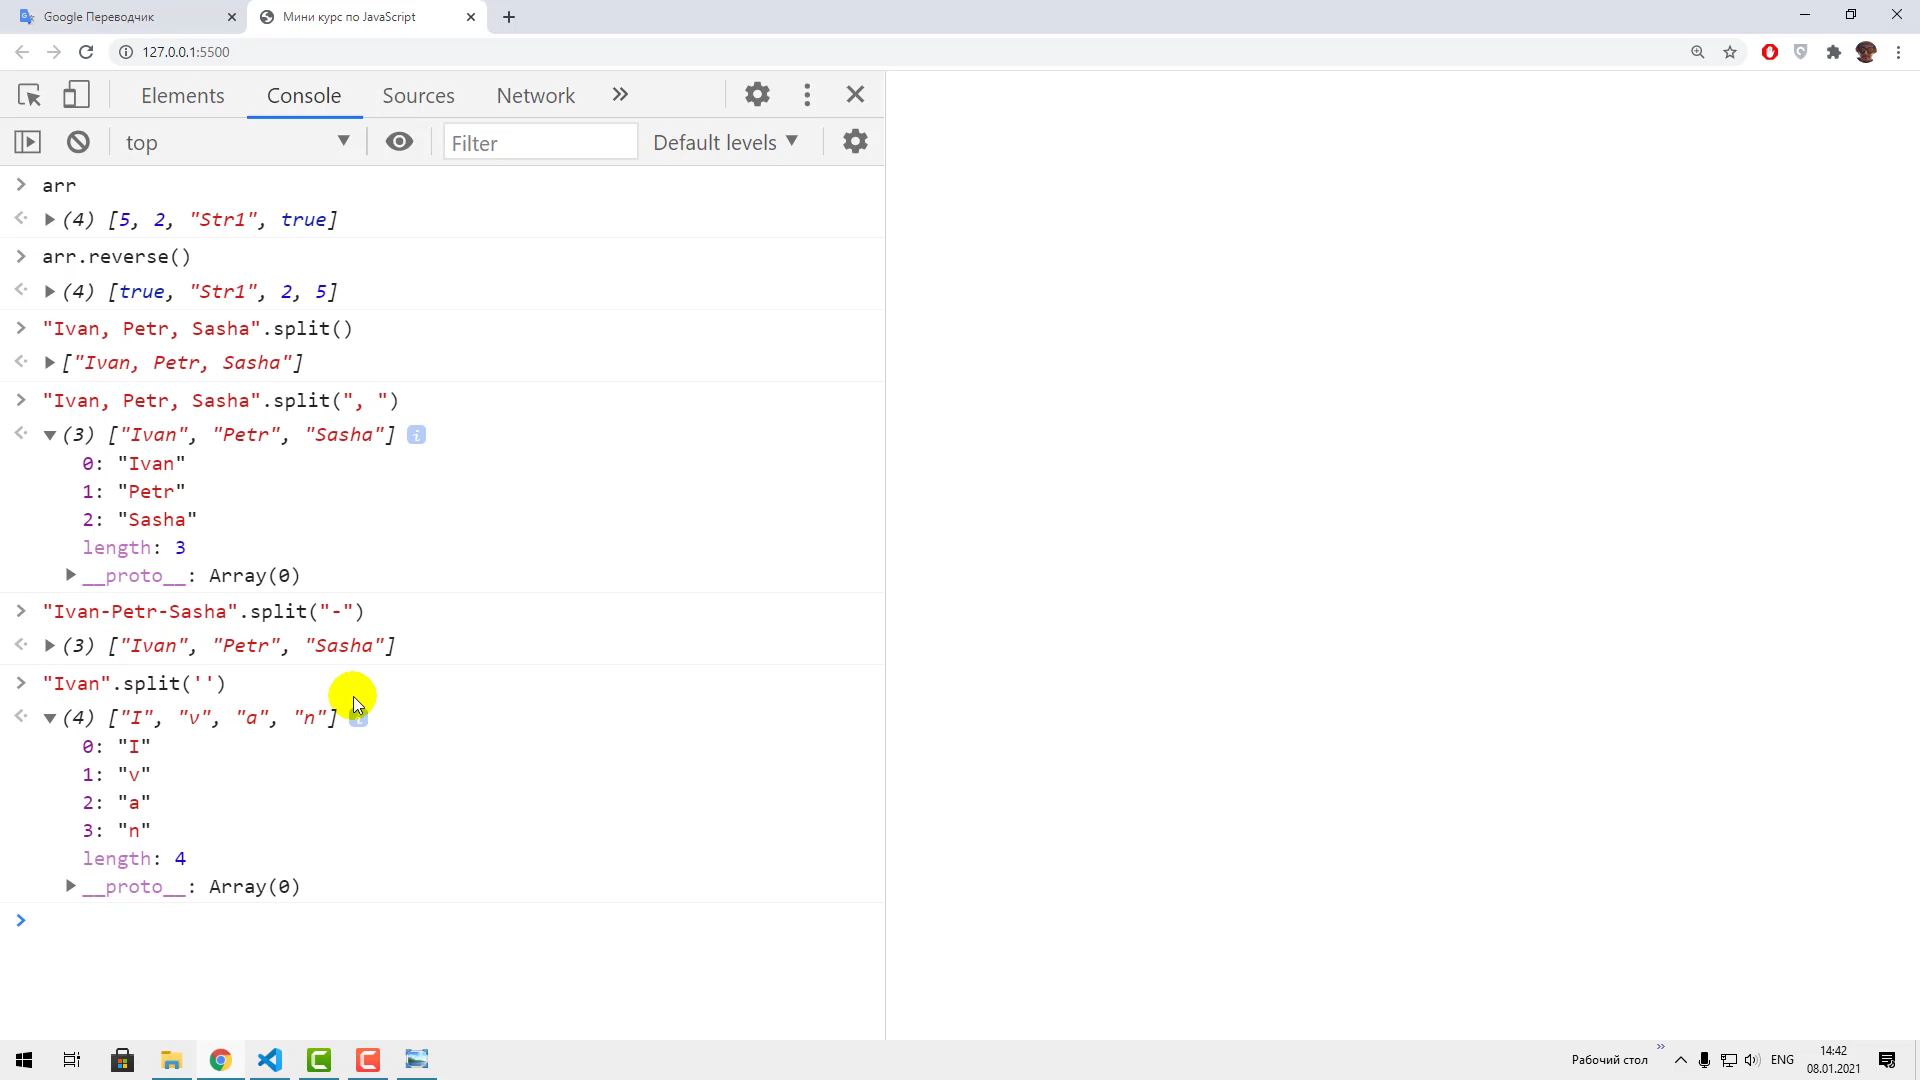 Google Переводчик
Мини курс по JavaScript
127.0.0.1:5500
Elements Console Sources Network
top Filter Default levels
arr
(4) [5, 2, "Str1", true]
arr.reverse()
(4) [true, "Str1", 2, 5]
"Ivan, Petr, Sasha".split()
["Ivan, Petr, Sasha"]
"Ivan, Petr, Sasha".split(", ")
(3) ["Ivan", "Petr", "Sasha"]
0: "Ivan"
1: "Petr"
2: "Sasha"
length: 3
__proto__: Array(0)
"Ivan-Petr-Sasha".split("-")
(3) ["Ivan", "Petr", "Sasha"]
"Ivan".split('')
(4) ["I", "v", "a", "n"]
0: "I"
1: "v"
2: "a"
3: "n"
length: 4
__proto__: Array(0)
Рабочий стол
ENG
14:42
08.01.2021